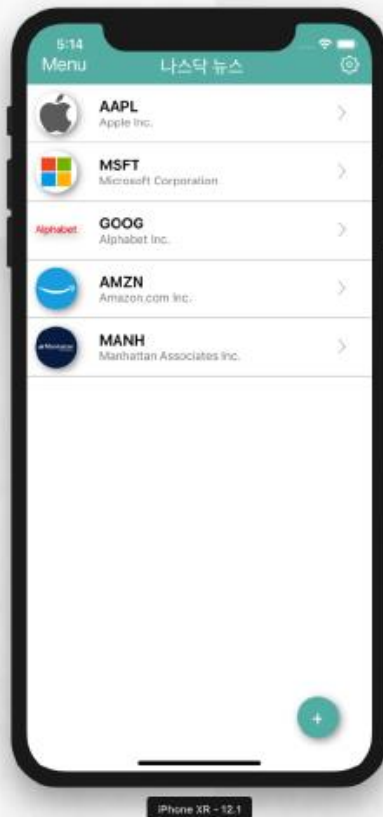 5:14
Menu 나스닥 뉴스
AAPL
Apple Inc.
MSFT
Microsoft Corporation
Alphabet
GOOG
Alphabet Inc.
AMZN
Amazon.com Inc.
MANH
Manhattan Associates Inc.
+
iPhone XR - 12.1